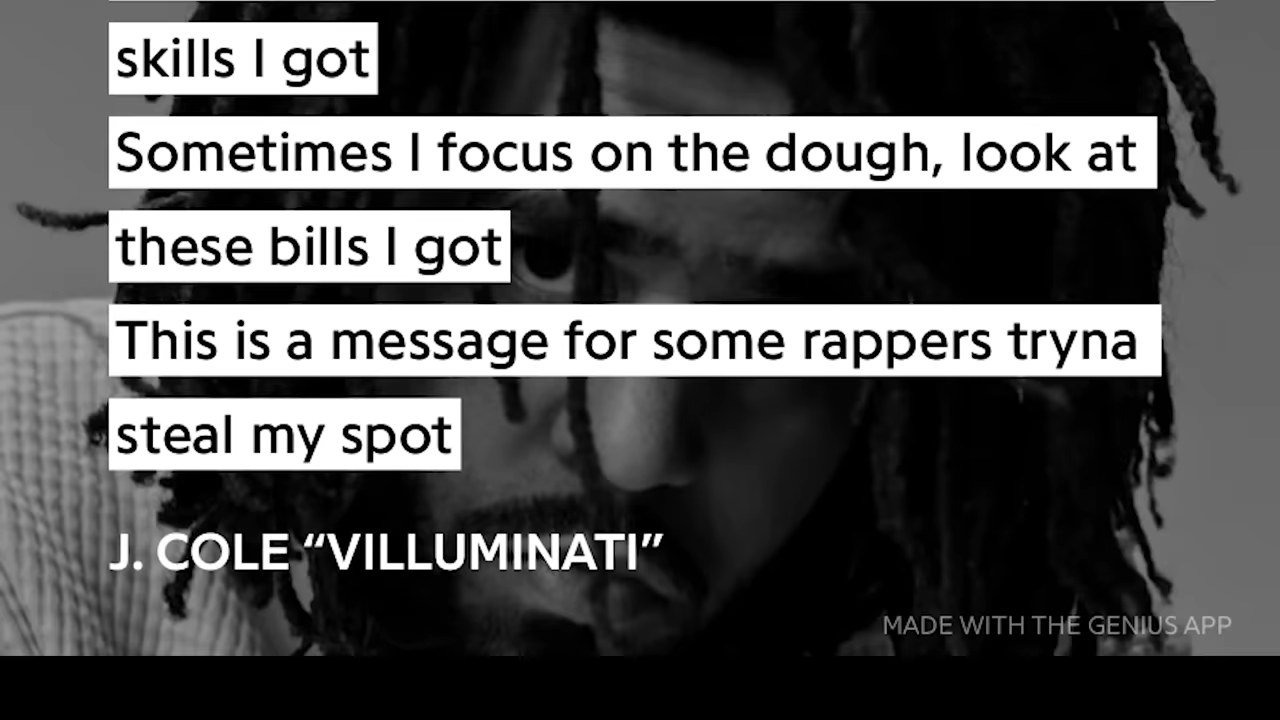 skills I got
Sometimes I focus on the dough, look at
these bills I got
This is a message for some rappers tryna
steal my spot
J. COLE “VILLUMINATI”
MADE WITH THE GENIUS APP